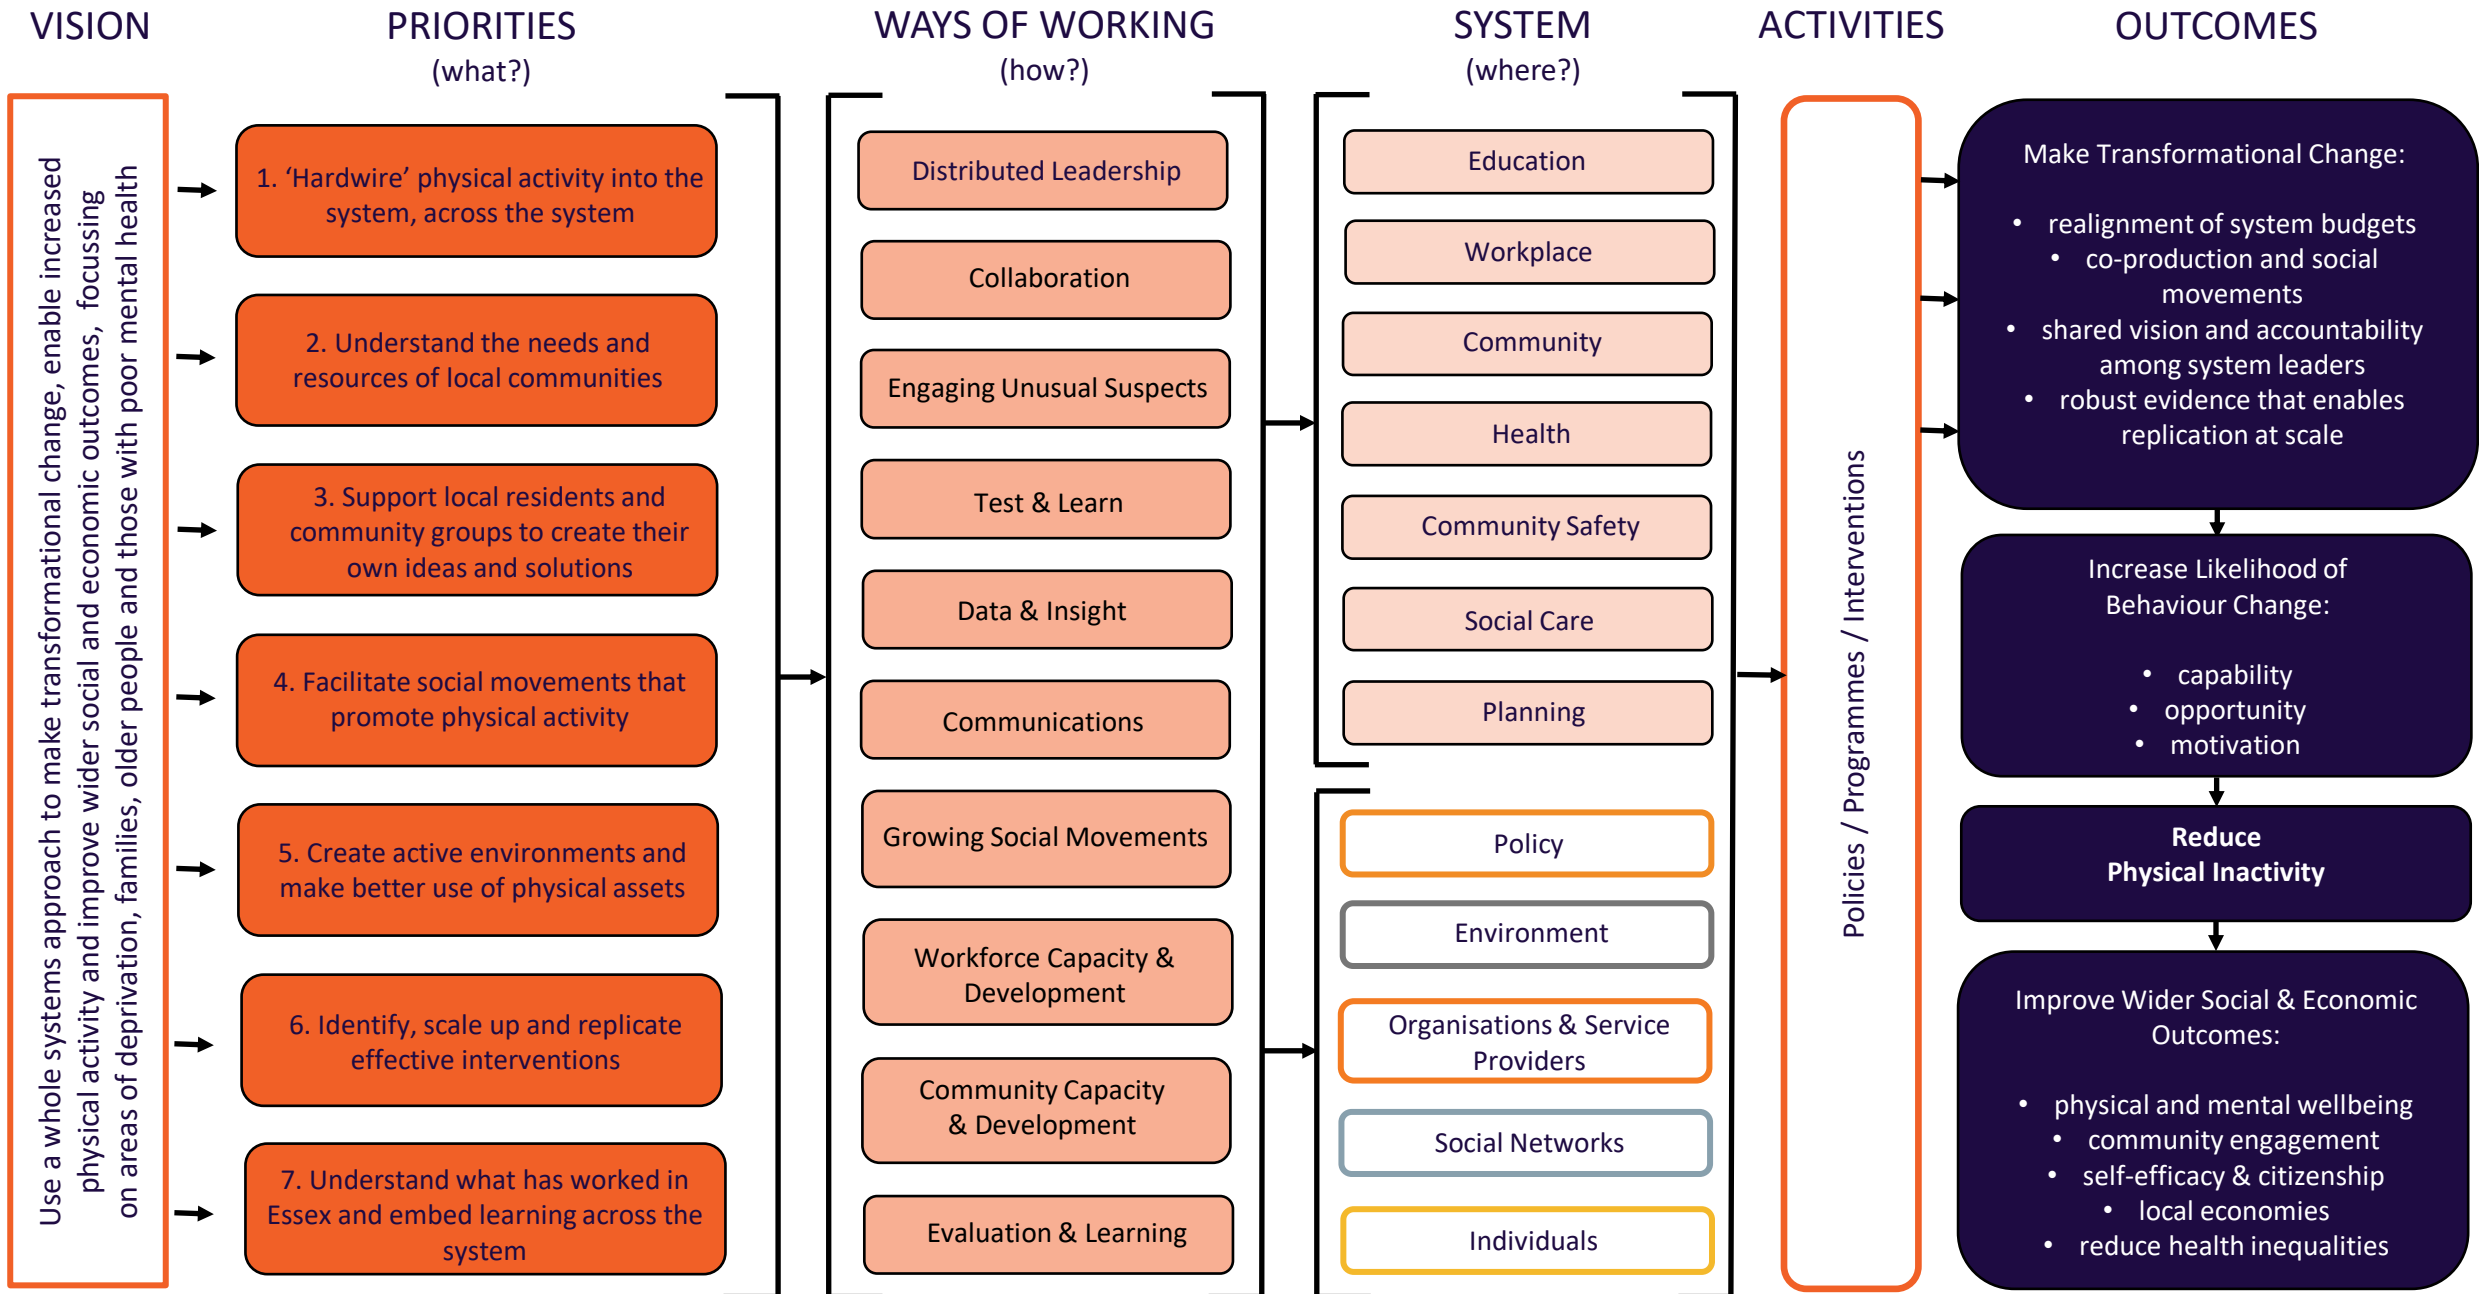 VISION
Use a whole systems approach to make transformational change, enable increased
physical activity and improve wider social and economic outcomes, focussing
on areas of deprivation, families, older people and those with poor mental health
PRIORITIES
(what?)
1. ‘Hardwire’ physical activity into the
system, across the system
2. Understand the needs and
resources of local communities
3. Support local residents and
community groups to create their
own ideas and solutions
4. Facilitate social movements that
promote physical activity
5. Create active environments and
make better use of physical assets
6. Identify, scale up and replicate
effective interventions
7. Understand what has worked in
Essex and embed learning across the
system
WAYS OF WORKING
(how?)
Distributed Leadership
Collaboration
Engaging Unusual Suspects
Test & Learn
Data & Insight
Communications
Growing Social Movements
Workforce Capacity &
Development
Community Capacity
& Development
Evaluation & Learning
SYSTEM
(where?)
Education
Workplace
Community
Health
Community Safety
Social Care
Planning
Policy
Environment
Organisations & Service
Providers
Social Networks
Individuals
ACTIVITIES
Policies / Programmes / Interventions
OUTCOMES
Make Transformational Change:
• realignment of system budgets
• co-production and social
movements
• shared vision and accountability
among system leaders
• robust evidence that enables
replication at scale
Increase Likelihood of
Behaviour Change:
• capability
• opportunity
• motivation
Reduce
Physical Inactivity
Improve Wider Social & Economic
Outcomes:
• physical and mental wellbeing
• community engagement
• self-efficacy & citizenship
• local economies
• reduce health inequalities